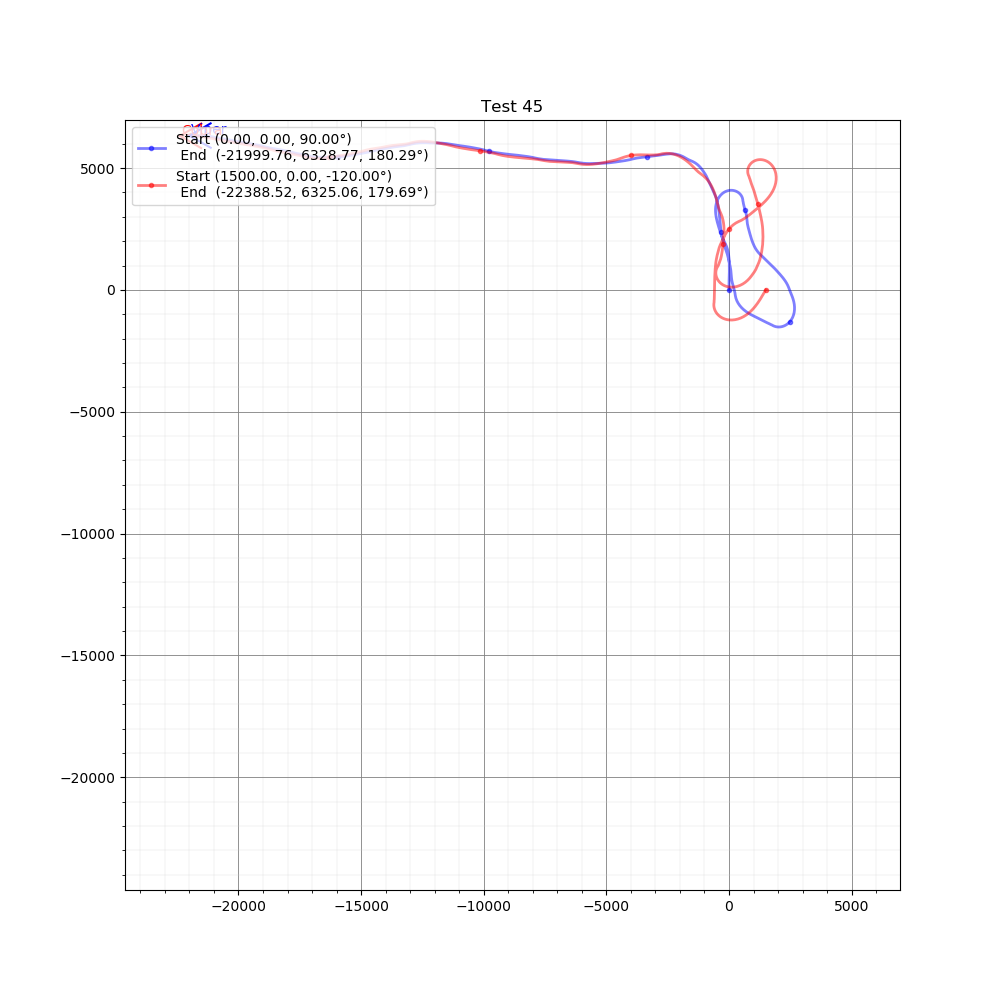 Test 45
Start (0.00, 0.00, 90.00°)
End (-21999.76, 6328.77, 180.29°)
Start (1500.00, 0.00, -120.00°)
End (-22388.52, 6325.06, 179.69°)
5000
0
−5000
−10000
−15000
−20000
−20000
−15000
−10000
−5000
0
5000